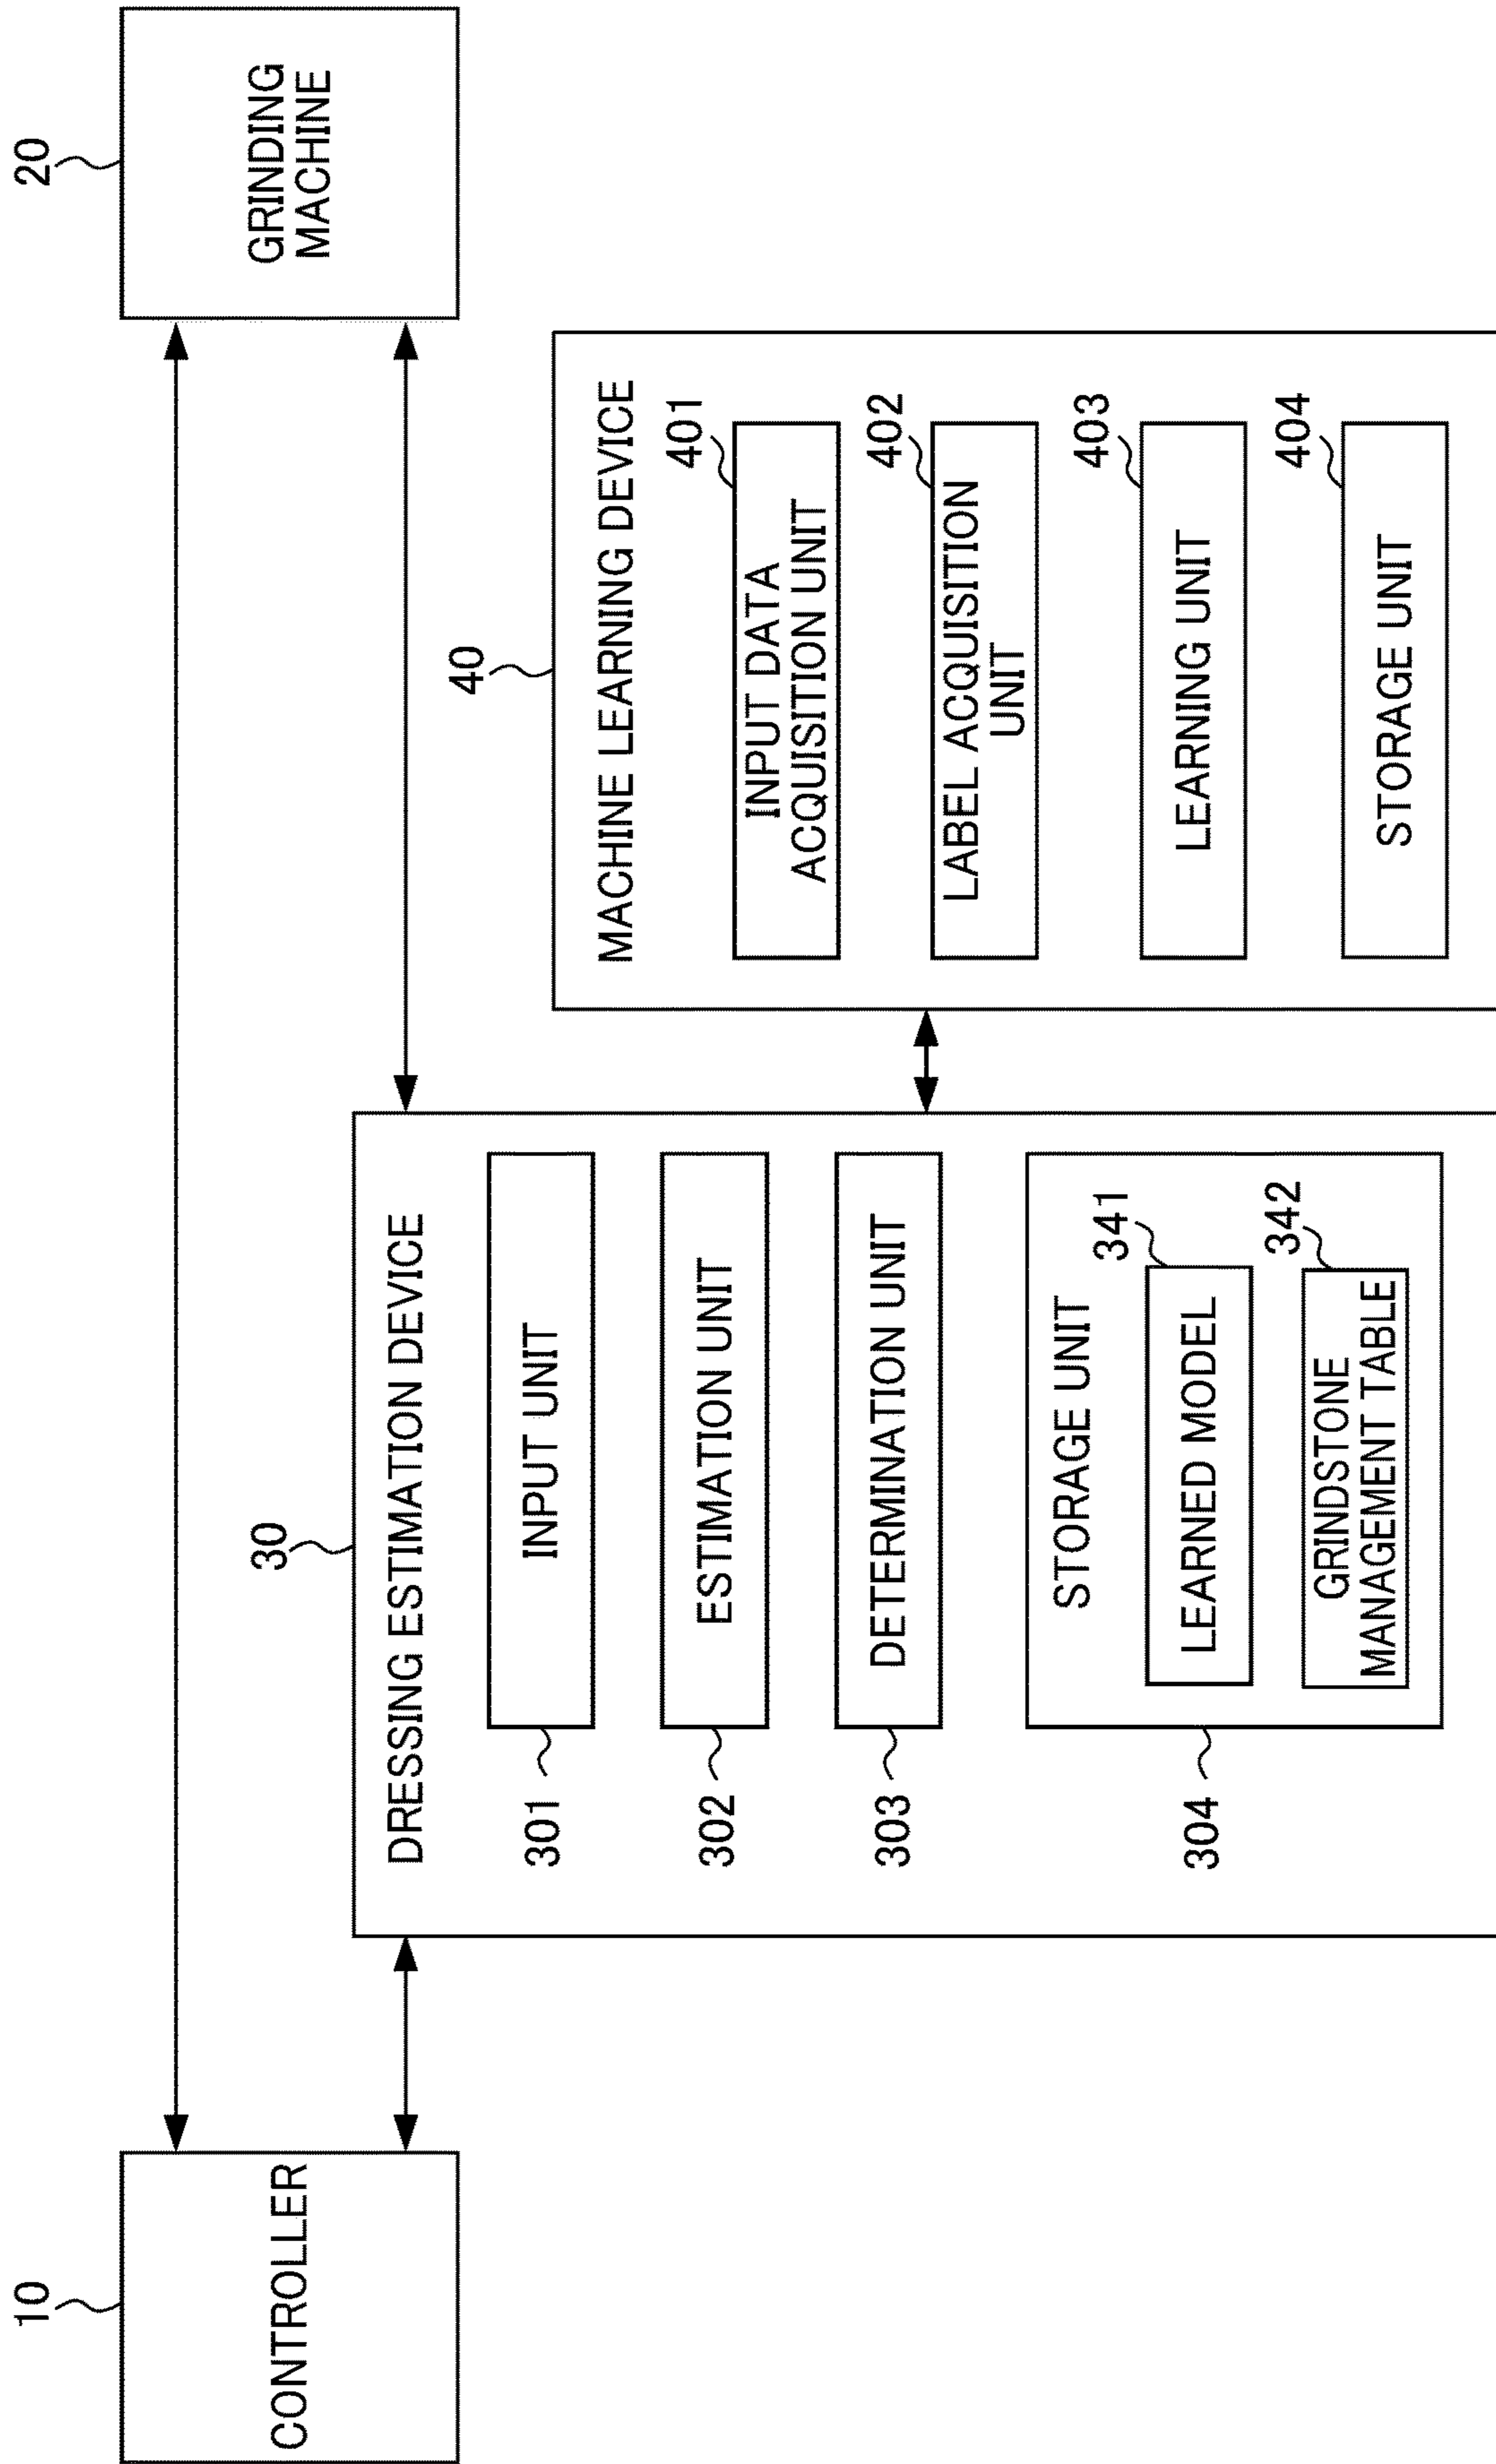 10
CONTROLLER
20
GRINDING
MACHINE
30
DRESSING ESTIMATION DEVICE
301
INPUT UNIT
302
ESTIMATION UNIT
303
DETERMINATION UNIT
304
STORAGE UNIT
341
LEARNED MODEL
342
GRINDSTONE
MANAGEMENT TABLE
40
MACHINE LEARNING DEVICE
401
INPUT DATA
ACQUISITION UNIT
402
LABEL ACQUISITION
UNIT
403
LEARNING UNIT
404
STORAGE UNIT